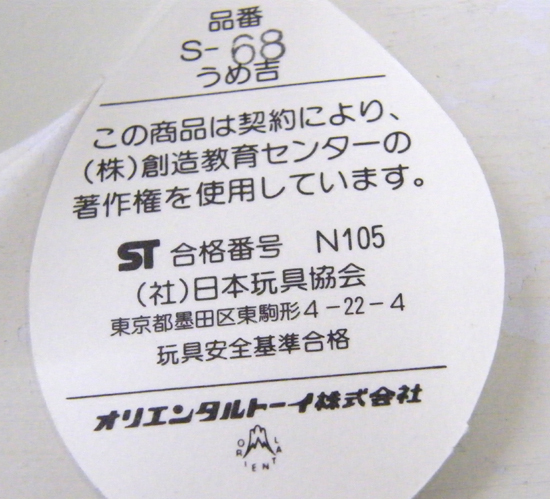 品番
S-68
うめ吉
この商品は契約により、
(株)創造教育センターの
著作権を使用しています。
ST 合格番号 N105
(社)日本玩具協会
東京都墨田区東駒形4-22-4
玩具安全基準合格
オリエンタルトーイ株式会社
ORIENTAL